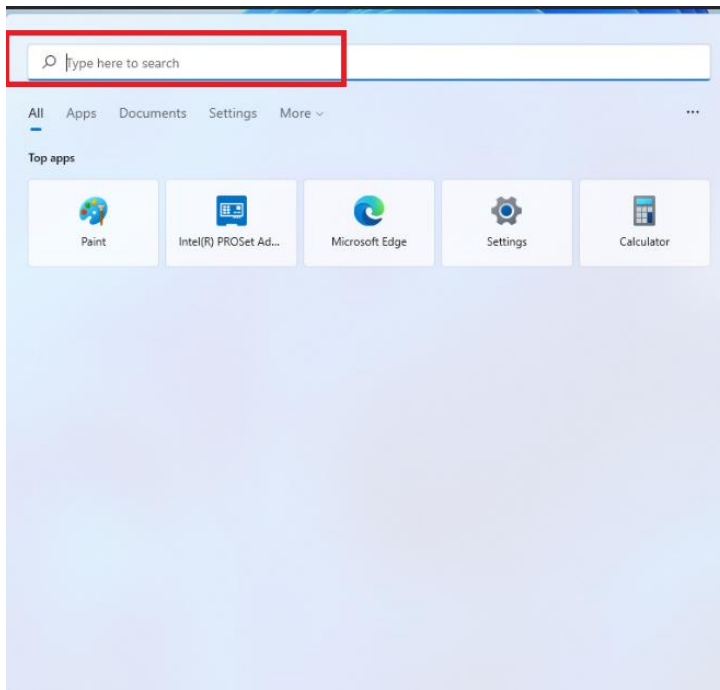 Type here to search
All Apps Documents Settings More
Top apps
Paint Intel(R) PROSet Ad... Microsoft Edge Settings Calculator